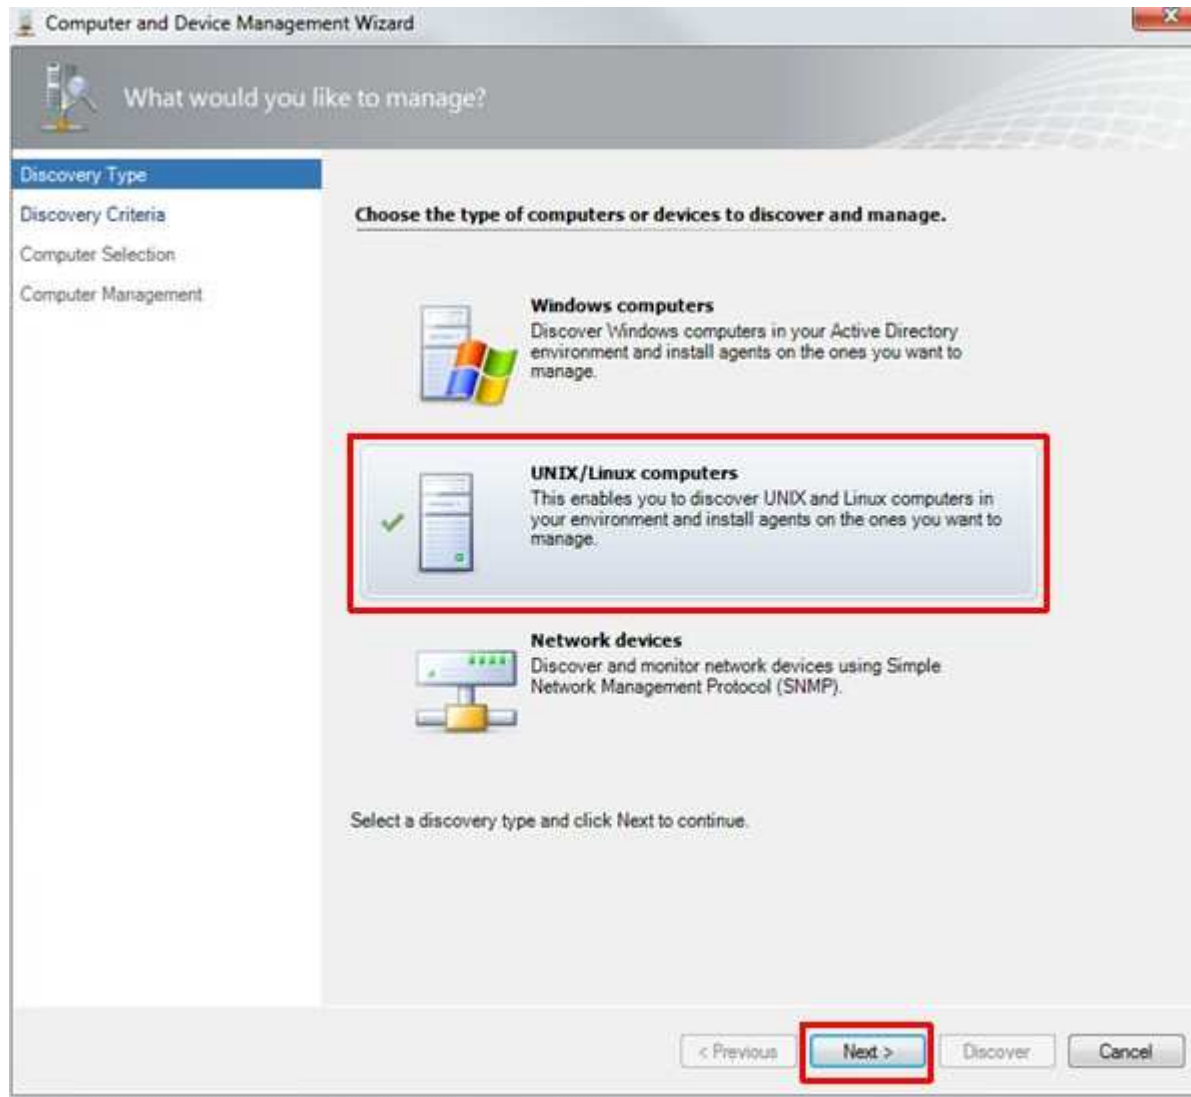 Computer and Device Management Wizard
What would you like to manage?
Discovery Type
Discovery Criteria
Computer Selection
Computer Management
Choose the type of computers or devices to discover and manage.
Windows computers
Discover Windows computers in your Active Directory
environment and install agents on the ones you want to
manage.
UNIX/Linux computers
This enables you to discover UNIX and Linux computers in
your environment and install agents on the ones you want to
manage.
Network devices
Discover and monitor network devices using Simple
Network Management Protocol (SNMP).
Select a discovery type and click Next to continue.
< Previous
Next >
Discover
Cancel